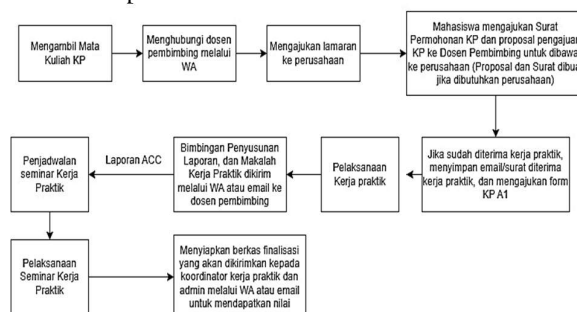 Mengambil Mata
Kuliah KP
Menghubungi dosen
pembimbing melalui
WA
Mengajukan lamaran
ke perusahaan
Mahasiswa mengajukan Surat
Permohonan KP dan proposal pengajuan
KP ke Dosen Pembimbing untuk dibawa
ke perusahaan (Proposal dan Surat dibua
jika dibutuhkan perusahaan)
Jika sudah diterima kerja praktik,
menyimpan email/surat diterima
kerja praktik, dan mengajukan form
KP A1
Pelaksanaan
Kerja praktik
Bimbingan Penyusunan
Laporan, dan Makalah
Kerja Praktik dikirim
melalui WA atau email ke
dosen pembimbing
Laporan ACC
Penjadwalan
seminar Kerja
Praktik
Pelaksanaan
Seminar Kerja
Praktik
Menyiapkan berkas finalisasi
yang akan dikirimkan kepada
koordinator kerja praktik dan
admin melalui WA atau email
untuk mendapatkan nilai